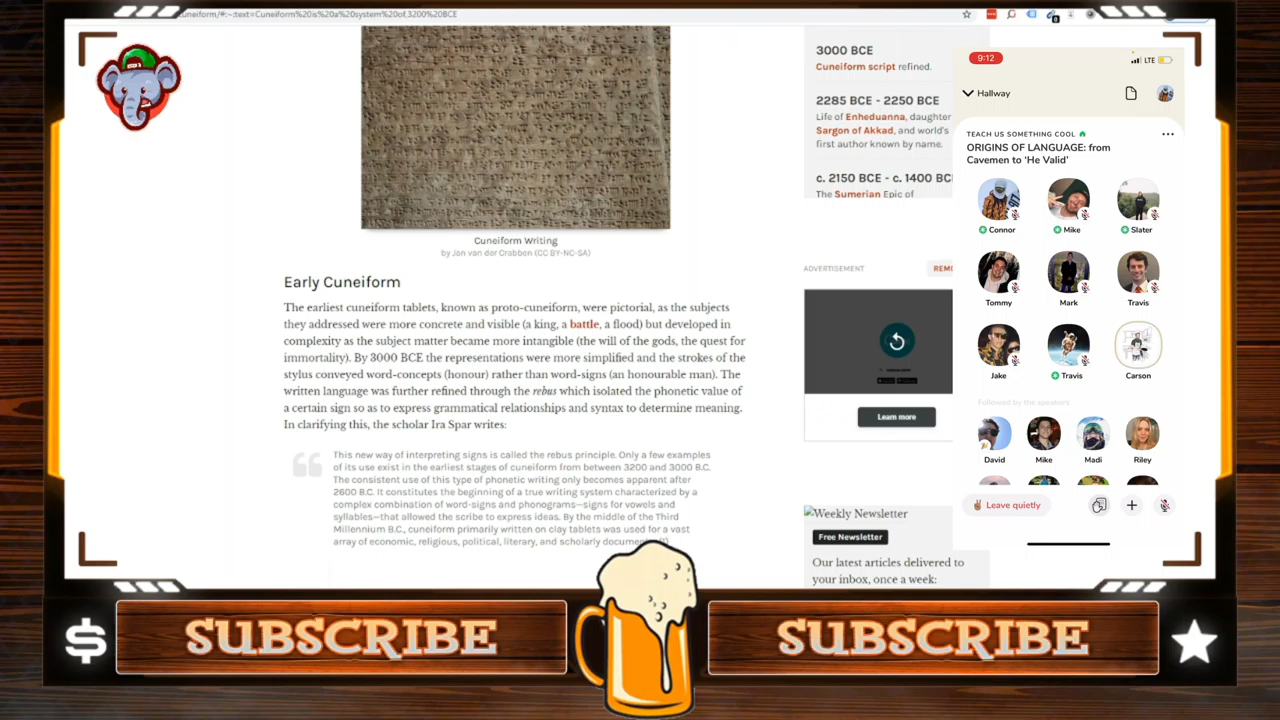 cuneiform/#:~:text=Cuneiform%20is%20a%20system%20of,3200%20BCE
Cuneiform Writing
by Jan van der Crabben (CC BY-NC-SA)
Early Cuneiform
The earliest cuneiform tablets, known as proto-cuneiform, were pictorial, as the subjects
they addressed were more concrete and visible (a king, a battle, a flood) but developed in
complexity as the subject matter became more intangible (the will of the gods, the quest for
immortality). By 3000 BCE the representations were more simplified and the strokes of the
stylus conveyed word-concepts (honour) rather than word-signs (an honourable man). The
written language was further refined through the rebus which isolated the phonetic value of
a certain sign so as to express grammatical relationships and syntax to determine meaning.
In clarifying this, the scholar Ira Spar writes:
This new way of interpreting signs is called the rebus principle. Only a few examples
of its use exist in the earliest stages of cuneiform from between 3200 and 3000 B.C.
The consistent use of this type of phonetic writing only becomes apparent after
2600 B.C. It constitutes the beginning of a true writing system characterized by a
complex combination of word-signs and phonograms—signs for vowels and
syllables—that allowed the scribe to express ideas. By the middle of the Third
Millennium B.C., cuneiform primarily written on clay tablets was used for a vast
array of economic, religious, political, literary, and scholarly documents
3000 BCE
Cuneiform script refined.
2285 BCE - 2250 BCE
Life of Enheduanna, daughter
Sargon of Akkad, and world's
first author known by name.
c. 2150 BCE - c. 1400 BC
The Sumerian Epic of
ADVERTISEMENT
REMO
Learn more
Weekly Newsletter
Free Newsletter
Our latest articles delivered to
your inbox, once a week:
9:12
LTE
Hallway
TEACH US SOMETHING COOL
ORIGINS OF LANGUAGE: from
Cavemen to 'He Valid'
Connor
Mike
Slater
Tommy
Mark
Travis
Jake
Travis
Carson
Followed by the speakers
David
Mike
Madi
Riley
Leave quietly
$
SUBSCRIBE
SUBSCRIBE